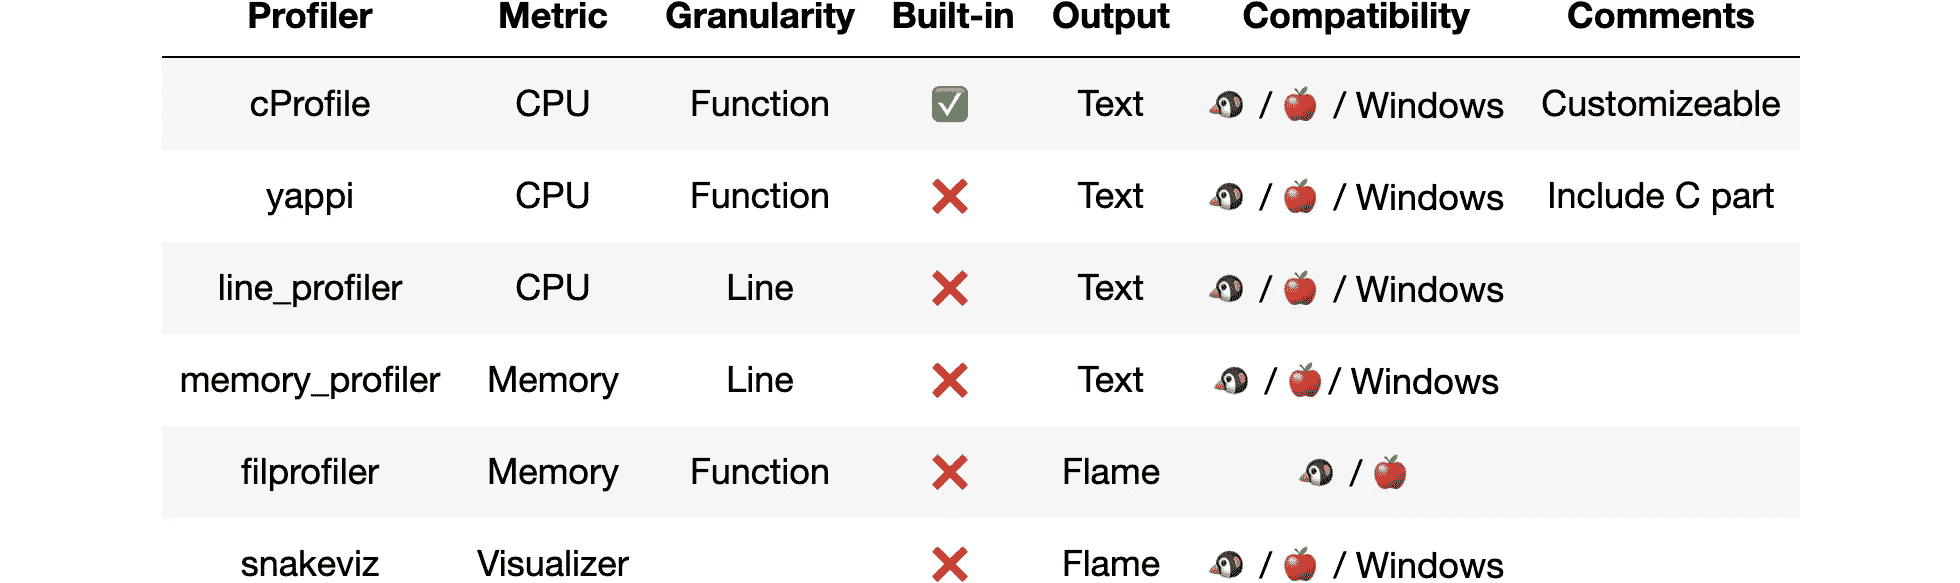 Profiler Metric Granularity Built-in Output Compatibility Comments
cProfile CPU Function ✅ Text 🐧 / 🍎 / Windows Customizeable
yappi CPU Function ❌ Text 🐧 / 🍎 / Windows Include C part
line_profiler CPU Line ❌ Text 🐧 / 🍎 / Windows
memory_profiler Memory Line ❌ Text 🐧 / 🍎/ Windows
filprofiler Memory Function ❌ Flame 🐧 / 🍎
snakeviz Visualizer ❌ Flame 🐧 / 🍎 / Windows